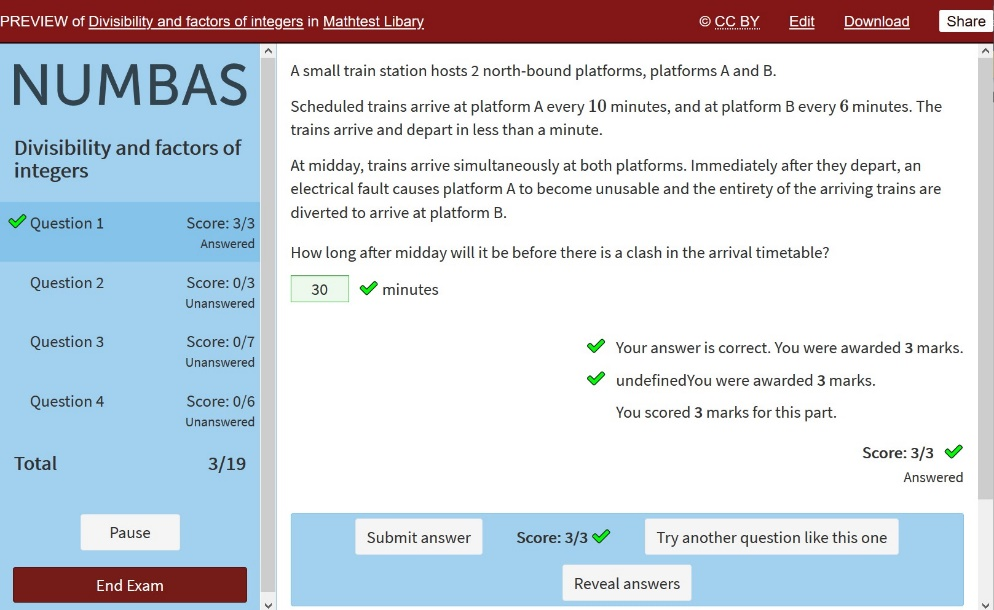 PREVIEW of Divisibility and factors of integers in Mathtest Libary
© CC BY Edit Download Share
NUMBAS
Divisibility and factors of
integers
Question 1 Score: 3/3
Answered
Question 2 Score: 0/3
Unanswered
Question 3 Score: 0/7
Unanswered
Question 4 Score: 0/6
Unanswered
Total 3/19
Pause
End Exam
A small train station hosts 2 north-bound platforms, platforms A and B.
Scheduled trains arrive at platform A every 10 minutes, and at platform B every 6 minutes. The
trains arrive and depart in less than a minute.
At midday, trains arrive simultaneously at both platforms. Immediately after they depart, an
electrical fault causes platform A to become unusable and the entirety of the arriving trains are
diverted to arrive at platform B.
How long after midday will it be before there is a clash in the arrival timetable?
30 minutes
Your answer is correct. You were awarded 3 marks.
undefinedYou were awarded 3 marks.
You scored 3 marks for this part.
Score: 3/3
Answered
Submit answer Score: 3/3 Try another question like this one
Reveal answers